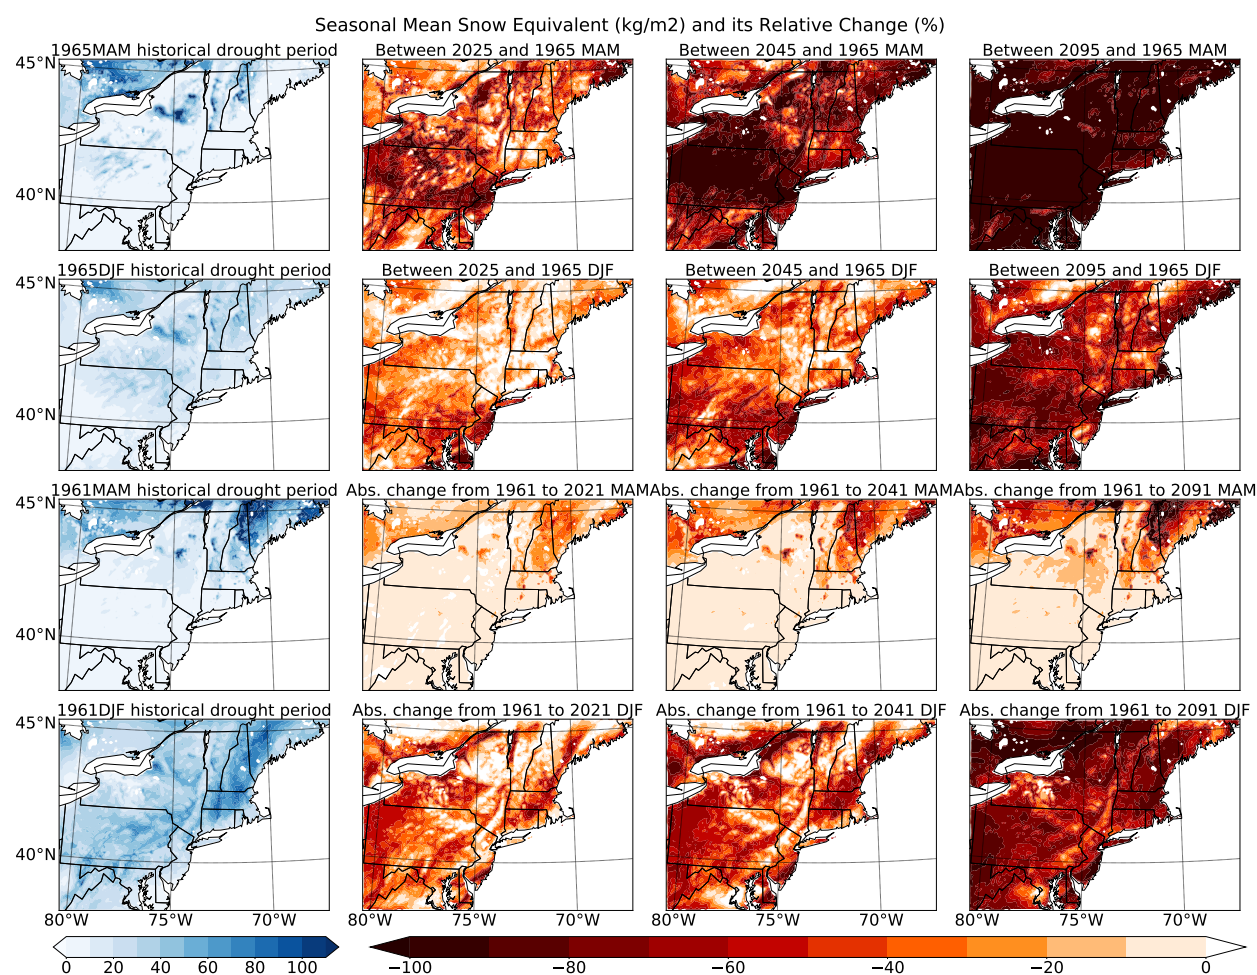 Seasonal Mean Snow Equivalent (kg/m2) and its Relative Change (%)
1965MAM historical drought period
Between 2025 and 1965 MAM
Between 2045 and 1965 MAM
Between 2095 and 1965 MAM
45°N
40°N
1965DJF historical drought period
Between 2025 and 1965 DJF
Between 2045 and 1965 DJF
Between 2095 and 1965 DJF
45°N
40°N
1961MAM historical drought period
Abs. change from 1961 to 2021 MAM
Abs. change from 1961 to 2041 MAM
Abs. change from 1961 to 2091 MAM
45°N
40°N
1961DJF historical drought period
Abs. change from 1961 to 2021 DJF
Abs. change from 1961 to 2041 DJF
Abs. change from 1961 to 2091 DJF
45°N
40°N
80°W 75°W 70°W
80°W 75°W 70°W
80°W 75°W 70°W
80°W 75°W 70°W
0 20 40 60 80 100
−100 −80 −60 −40 −20 0